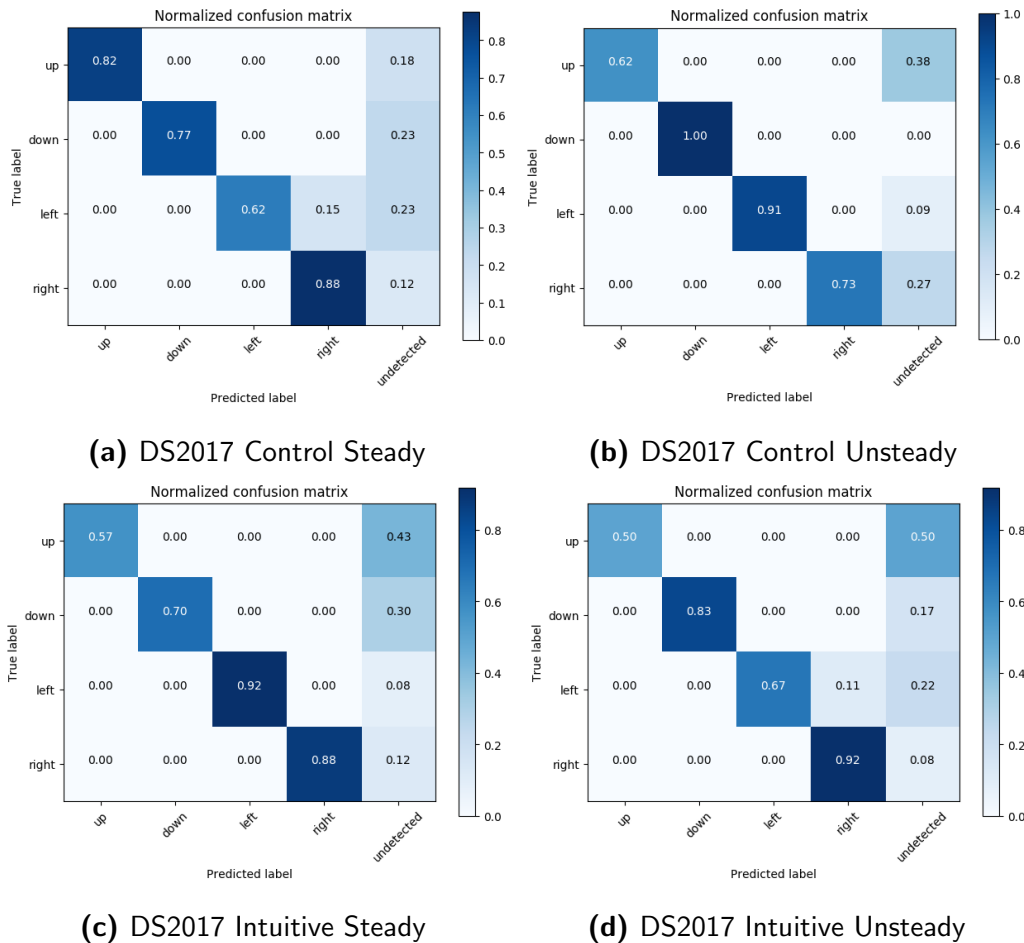 Normalized confusion matrix
True label
up 0.82 0.00 0.00 0.00 0.18
down 0.00 0.77 0.00 0.00 0.23
left 0.00 0.00 0.62 0.15 0.23
right 0.00 0.00 0.00 0.88 0.12
up down left right undetected
Predicted label
0.8
0.7
0.6
0.5
0.4
0.3
0.2
0.1
0.0
(a) DS2017 Control Steady
Normalized confusion matrix
True label
up 0.62 0.00 0.00 0.00 0.38
down 0.00 1.00 0.00 0.00 0.00
left 0.00 0.00 0.91 0.00 0.09
right 0.00 0.00 0.00 0.73 0.27
up down left right undetected
Predicted label
1.0
0.8
0.6
0.4
0.2
0.0
(b) DS2017 Control Unsteady
Normalized confusion matrix
True label
up 0.57 0.00 0.00 0.00 0.43
down 0.00 0.70 0.00 0.00 0.30
left 0.00 0.00 0.92 0.00 0.08
right 0.00 0.00 0.00 0.88 0.12
up down left right undetected
Predicted label
0.8
0.6
0.4
0.2
0.0
(c) DS2017 Intuitive Steady
Normalized confusion matrix
True label
up 0.50 0.00 0.00 0.00 0.50
down 0.00 0.83 0.00 0.00 0.17
left 0.00 0.00 0.67 0.11 0.22
right 0.00 0.00 0.00 0.92 0.08
up down left right undetected
Predicted label
0.8
0.6
0.4
0.2
0.0
(d) DS2017 Intuitive Unsteady